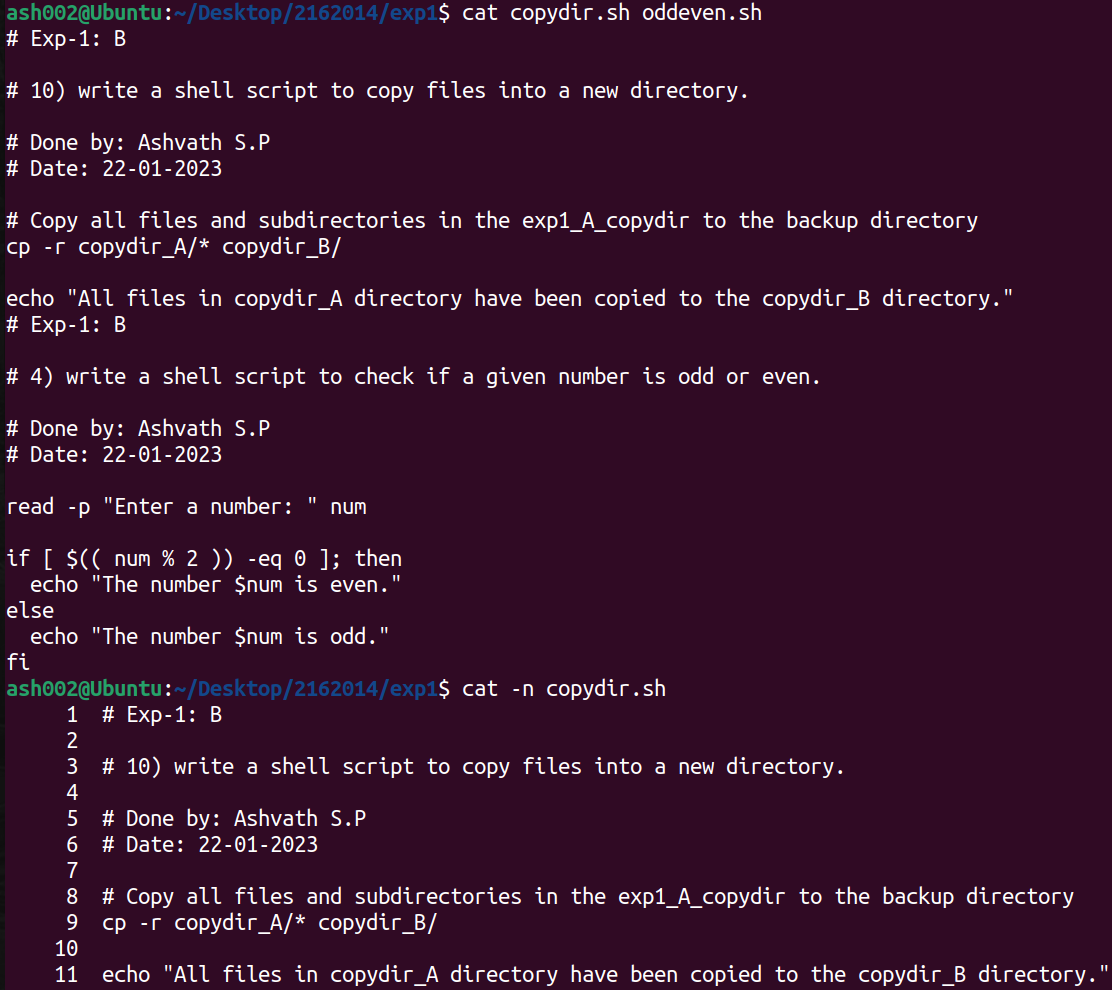 ash002@Ubuntu:~/Desktop/2162014/exp1$ cat copydir.sh oddeven.sh
# Exp-1: B
# 10) write a shell script to copy files into a new directory.
# Done by: Ashvath S.P
# Date: 22-01-2023
# Copy all files and subdirectories in the exp1_A_copydir to the backup directory
cp -r copydir_A/* copydir_B/
echo "All files in copydir_A directory have been copied to the copydir_B directory."
# Exp-1: B
# 4) write a shell script to check if a given number is odd or even.
# Done by: Ashvath S.P
# Date: 22-01-2023
read -p "Enter a number: " num
if [ $(( num % 2 )) -eq 0 ]; then
  echo "The number $num is even."
else
  echo "The number $num is odd."
fi
ash002@Ubuntu:~/Desktop/2162014/exp1$ cat -n copydir.sh
     1  # Exp-1: B
     2
     3  # 10) write a shell script to copy files into a new directory.
     4
     5  # Done by: Ashvath S.P
     6  # Date: 22-01-2023
     7
     8  # Copy all files and subdirectories in the exp1_A_copydir to the backup directory
     9  cp -r copydir_A/* copydir_B/
    10
    11  echo "All files in copydir_A directory have been copied to the copydir_B directory."